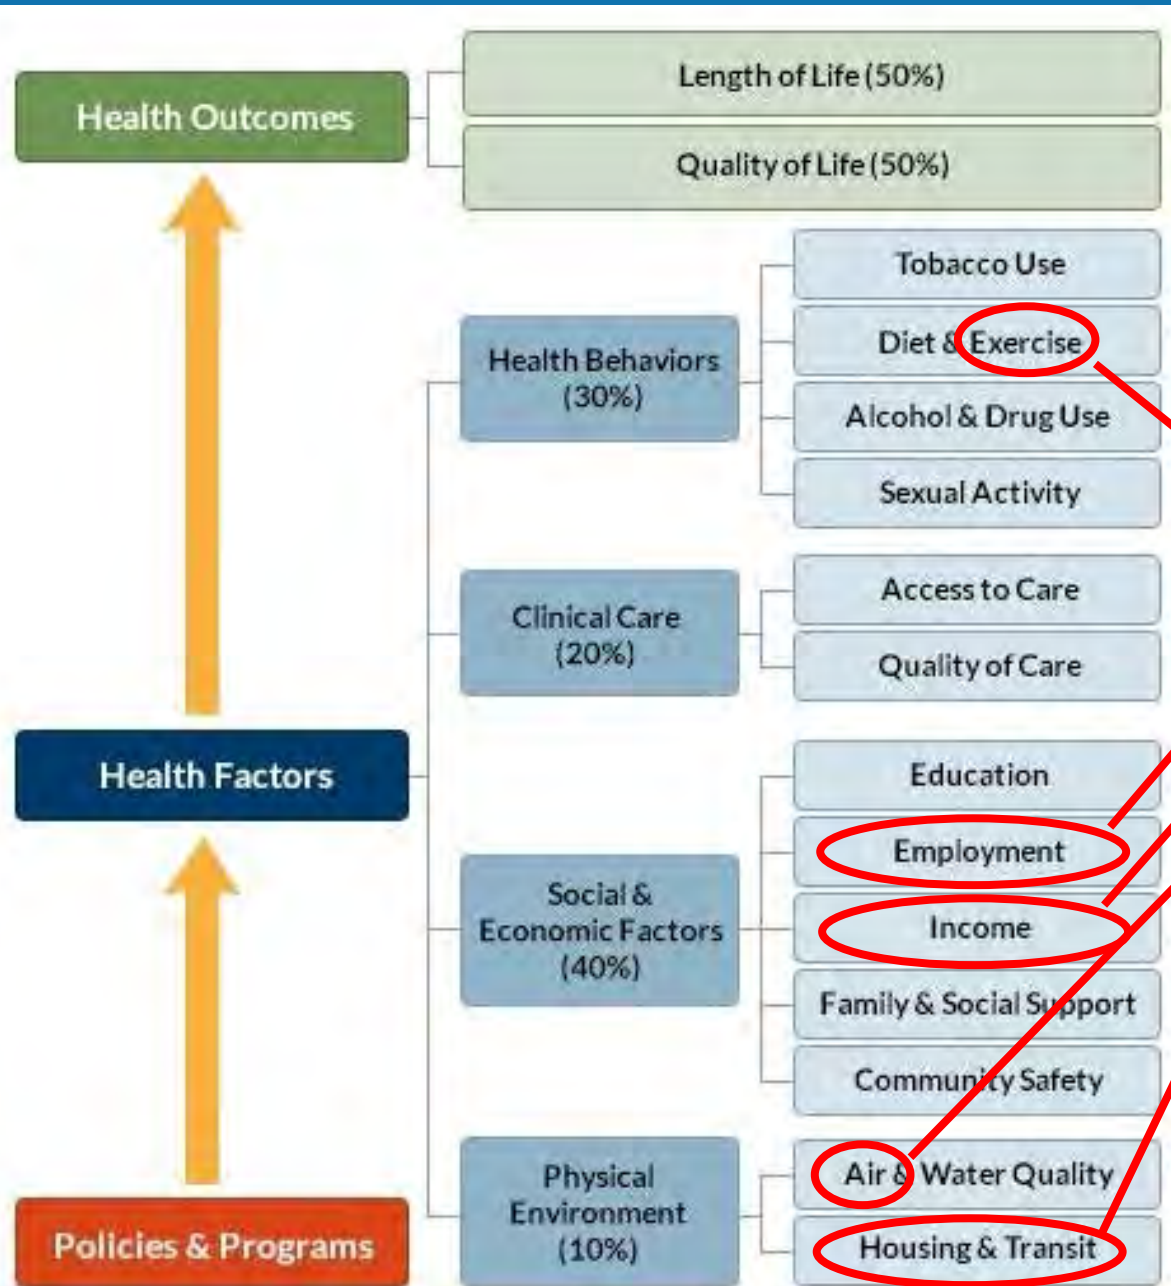 Health Outcomes
Length of Life (50%)
Quality of Life (50%)
Health Behaviors
(30%)
Tobacco Use
Diet & Exercise
Alcohol & Drug Use
Sexual Activity
Clinical Care
(20%)
Access to Care
Quality of Care
Health Factors
Social &
Economic Factors
(40%)
Education
Employment
Income
Family & Social Support
Community Safety
Physical
Environment
(10%)
Air & Water Quality
Housing & Transit
Policies & Programs